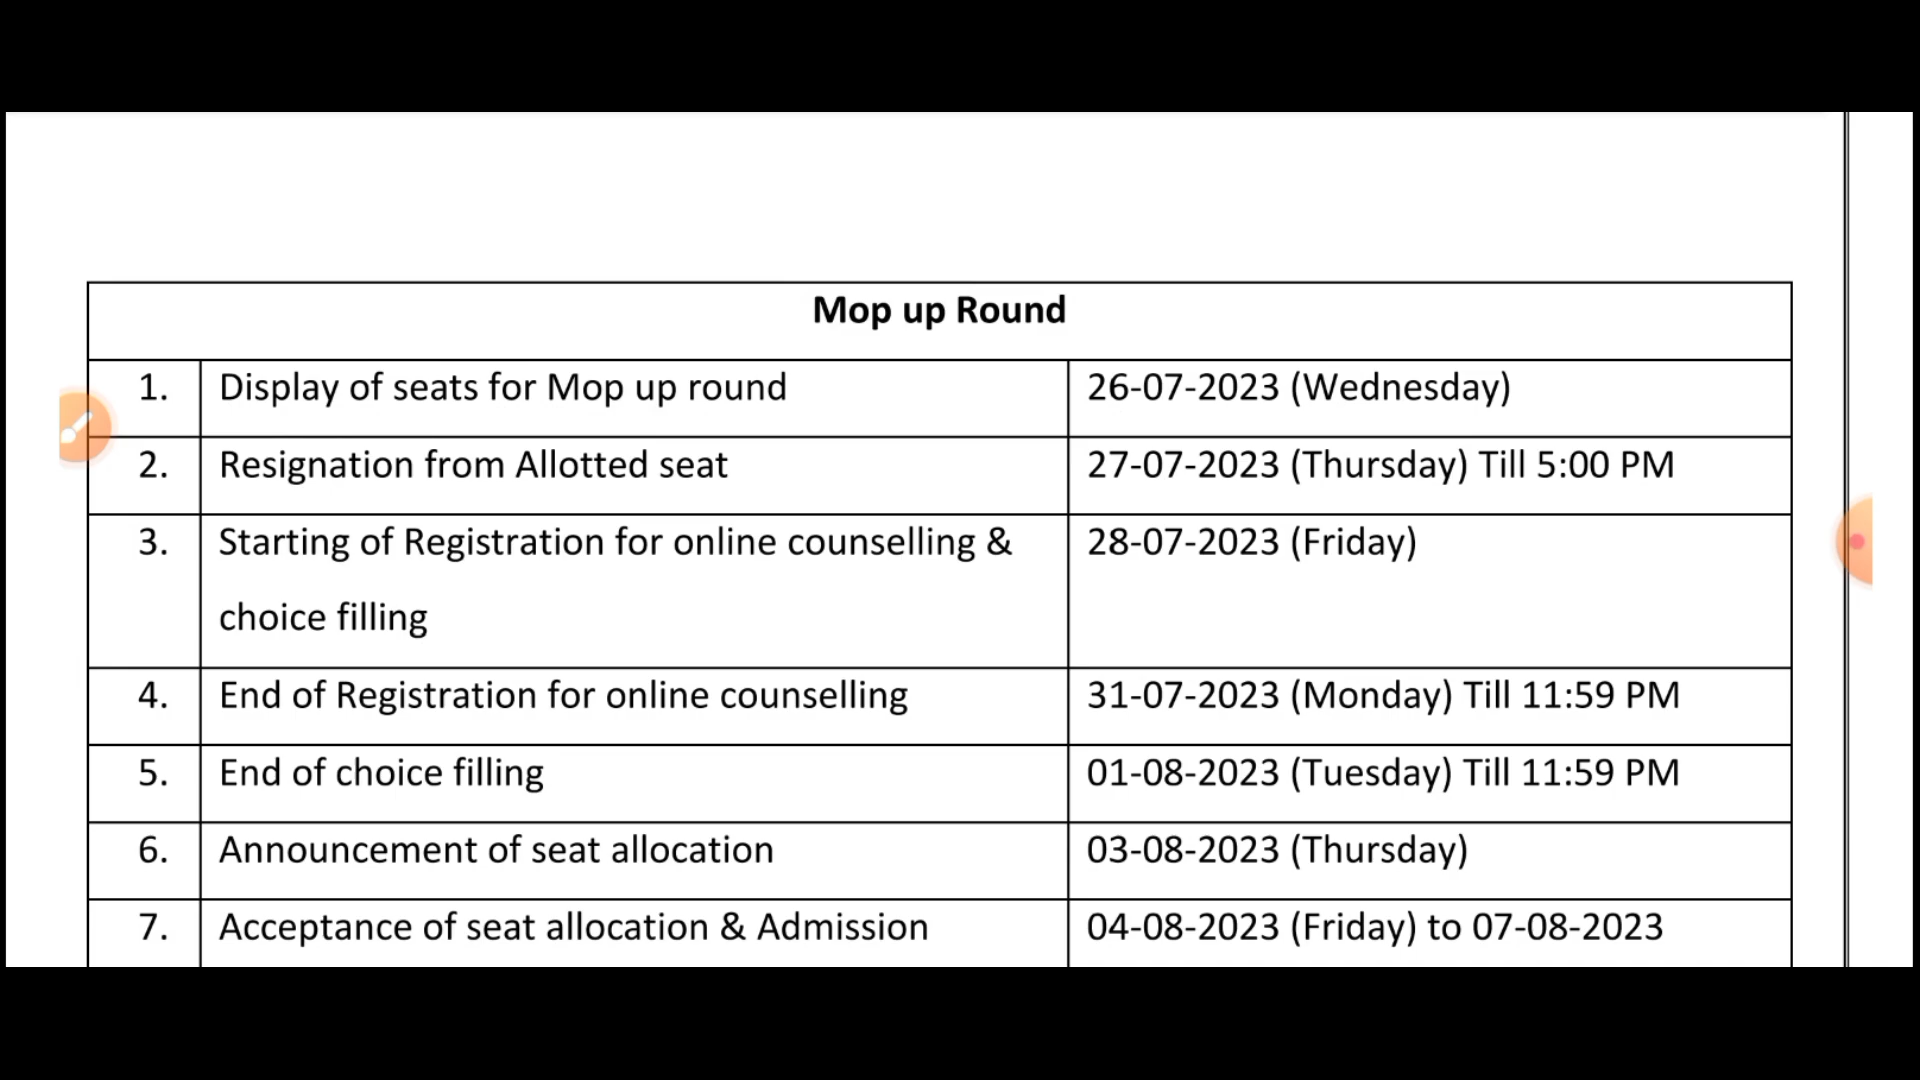 Mop up Round
1. Display of seats for Mop up round 26-07-2023 (Wednesday)
2. Resignation from Allotted seat 27-07-2023 (Thursday) Till 5:00 PM
3. Starting of Registration for online counselling & 28-07-2023 (Friday)
choice filling
4. End of Registration for online counselling 31-07-2023 (Monday) Till 11:59 PM
5. End of choice filling 01-08-2023 (Tuesday) Till 11:59 PM
6. Announcement of seat allocation 03-08-2023 (Thursday)
7. Acceptance of seat allocation & Admission 04-08-2023 (Friday) to 07-08-2023